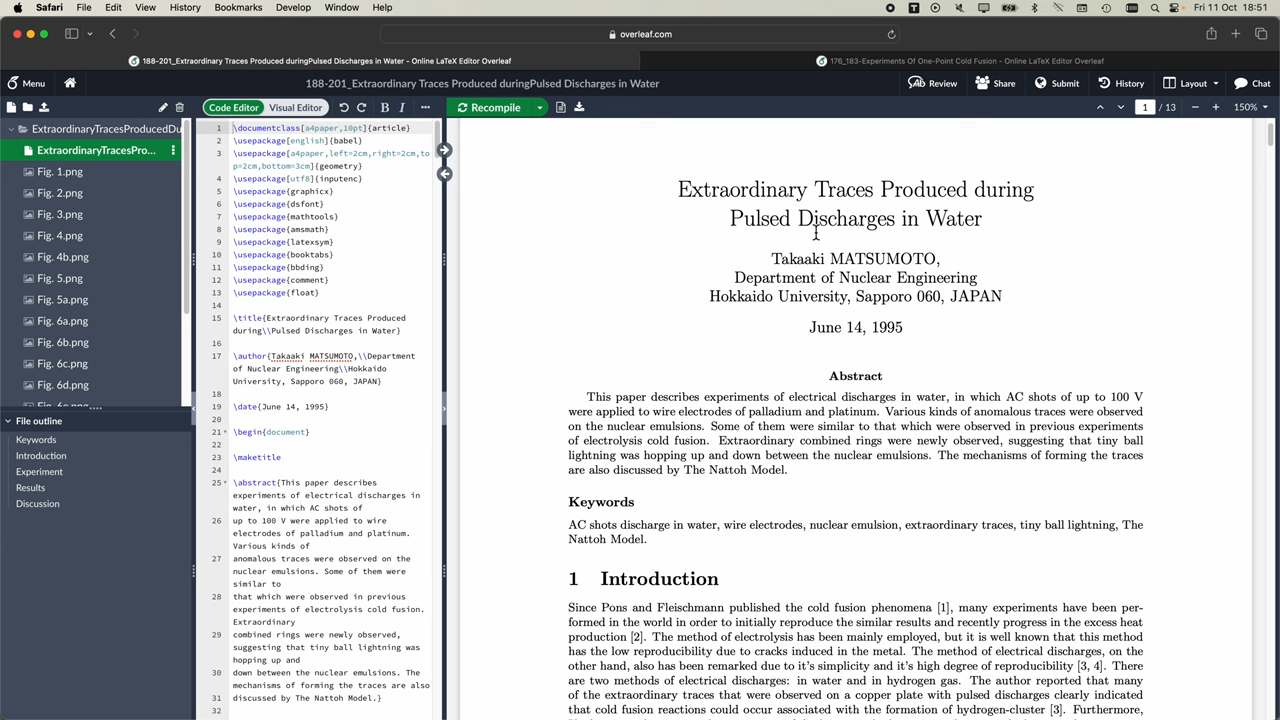 Safari File Edit View History Bookmarks Window Help Fri 11 Oct 18:51
overleaf.com
188-201_Extraordinary Traces Produced duringPulsed Discharges in Water - Online LaTeX Editor Overleaf
176_183-Experiments Of One-Point Cold Fusion - Online LaTeX Editor Overleaf
Menu
188-201_Extraordinary Traces Produced duringPulsed Discharges in Water
Review Share Submit History Layout Chat
Code Editor Visual Editor B I
Recompile
1 / 13 150%
ExtraordinaryTracesProducedDu
ExtraordinaryTracesPro...
Fig. 1.png
Fig. 2.png
Fig. 3.png
Fig. 4.png
Fig. 4b.png
Fig. 5.png
Fig. 5a.png
Fig. 6a.png
Fig. 6b.png
Fig. 6c.png
Fig. 6d.png
File outline
Keywords
Introduction
Experiment
Results
Discussion
1 \documentclass[a4paper,10pt]{article}
2 \usepackage[english]{babel}
3 \usepackage[a4paper,left=2cm,right=2cm,to
p=2cm,bottom=3cm]{geometry}
4 \usepackage[utf8]{inputenc}
5 \usepackage{graphicx}
6 \usepackage{dsfont}
7 \usepackage{mathtools}
8 \usepackage{amsmath}
9 \usepackage{latexsym}
10 \usepackage{booktabs}
11 \usepackage{bbding}
12 \usepackage{comment}
13 \usepackage{float}
14
15 \title{Extraordinary Traces Produced
during\\Pulsed Discharges in Water}
16
17 \author{Takaaki MATSUMOTO,\\Department
of Nuclear Engineering\\Hokkaido
University, Sapporo 060, JAPAN}
18
19 \date{June 14, 1995}
20
21 \begin{document}
22
23 \maketitle
24
25 \abstract{This paper describes
experiments of electrical discharges in
water, in which AC shots of
26 up to 100 V were applied to wire
electrodes of palladium and platinum.
Various kinds of
27 anomalous traces were observed on the
nuclear emulsions. Some of them were
similar to
28 that which were observed in previous
experiments of electrolysis cold fusion.
Extraordinary
29 combined rings were newly observed,
suggesting that tiny ball lightning was
hopping up and
30 down between the nuclear emulsions. The
mechanisms of forming the traces are also
31 discussed by The Nattoh Model.}
32
Extraordinary Traces Produced during
Pulsed Discharges in Water
Takaaki MATSUMOTO,
Department of Nuclear Engineering
Hokkaido University, Sapporo 060, JAPAN
June 14, 1995
Abstract
This paper describes experiments of electrical discharges in water, in which AC shots of up to 100 V
were applied to wire electrodes of palladium and platinum. Various kinds of anomalous traces were observed
on the nuclear emulsions. Some of them were similar to that which were observed in previous experiments
of electrolysis cold fusion. Extraordinary combined rings were newly observed, suggesting that tiny ball
lightning was hopping up and down between the nuclear emulsions. The mechanisms of forming the traces
are also discussed by The Nattoh Model.
Keywords
AC shots discharge in water, wire electrodes, nuclear emulsion, extraordinary traces, tiny ball lightning, The
Nattoh Model.
1 Introduction
Since Pons and Fleischmann published the cold fusion phenomena [1], many experiments have been per-
formed in the world in order to initially reproduce the similar results and recently progress in the excess heat
production [2]. The method of electrolysis has been mainly employed, but it is well known that this method
has the low reproducibility due to cracks induced in the metal. The method of electrical discharges, on the
other hand, also has been remarked due to it's simplicity and it's high degree of reproducibility [3, 4]. There
are two methods of electrical discharges: in water and in hydrogen gas. The author reported that many
of the extraordinary traces that were observed on a copper plate with pulsed discharges clearly indicated
that cold fusion reactions could occur associated with the formation of hydrogen-cluster [3]. Furthermore,